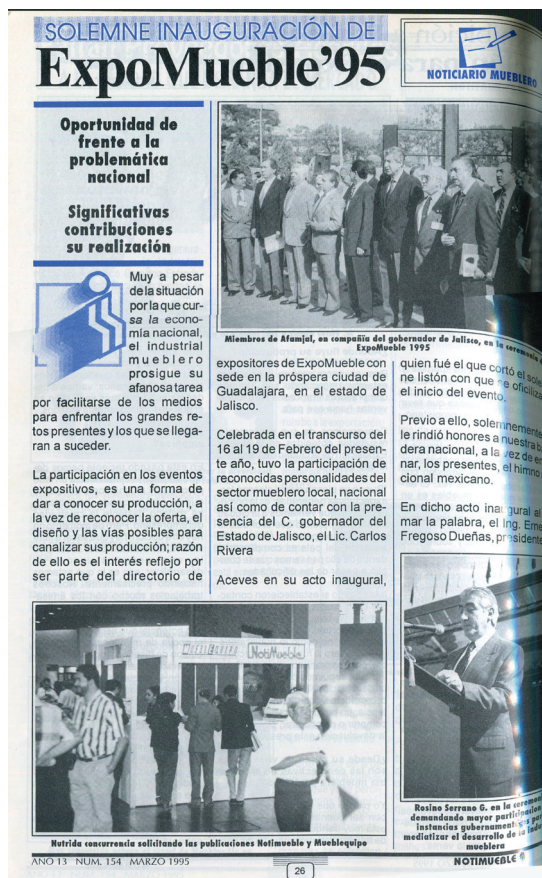 SOLEMNE INAUGURACIÓN DE
ExpoMueble'95
NOTICIARIO MUEBLERO
Oportunidad de
frente a la
problemática
nacional
Significativas
contribuciones
su realización
Muy a pesar
de la situación
por la que cur-
sa la econo-
mía nacional,
el industrial
mueblero
prosigue su
afanosa tarea
por facilitarse de los medios
para enfrentar los grandes re-
tos presentes y los que se llega-
ran a suceder.
La participación en los eventos
expositivos, es una forma de
dar a conocer su producción, a
la vez de reconocer la oferta, el
diseño y las vías posibles para
canalizar sus producción; razón
de ello es el interés reflejo por
ser parte del directorio de
Miembros de Afamjal, en compañía del gobernador de Jalisco, en la ceremonia
ExpoMueble 1995
expositores de ExpoMueble con
sede en la próspera ciudad de
Guadalajara, en el estado de
Jalisco.
Celebrada en el transcurso del
16 al 19 de Febrero del presen-
te año, tuvo la participación de
reconocidas personalidades del
sector mueblero local, nacional
así como de contar con la pre-
sencia del C. gobernador del
Estado de Jalisco, el Lic. Carlos
Rivera
Aceves en su acto inaugural,
quien fué el que cortó el sole
ne listón con que se oficializ
el inicio del evento.
Previo a ello, solemnemente
le rindió honores a nuestra b
dera nacional, a la vez de en
nar, los presentes, el himno
cional mexicano.
En dicho acto inaugural al
mar la palabra, el Ing. Erne
Fregoso Dueñas, presidente
MUEBLEQUIPO
NotiMueble
Nutrida concurrencia solicitando las publicaciones Notimueble y Mueblequipo
Rosino Serrano G. en la ceremon
demandando mayor participacion
instancias gubernamentales par
mediatizar el desarrollo de la indus
mueblera
AÑO 13 NUM. 154 MARZO 1995
26
NOTIMUEBLE